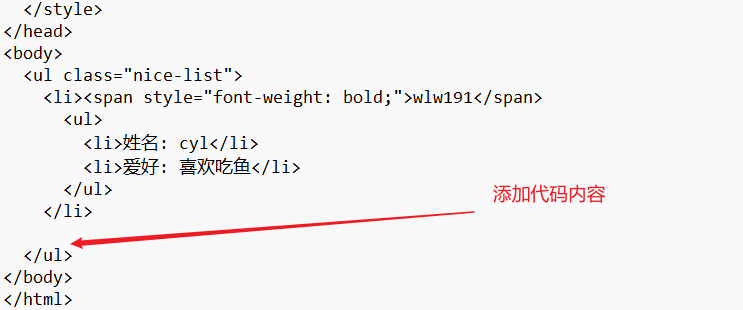 </style>
</head>
<body>
  <ul class="nice-list">
    <li><span style="font-weight: bold;">wlw191</span>
      <ul>
        <li>姓名: cyl</li>
        <li>爱好: 喜欢吃鱼</li>
      </ul>
    </li>
添加代码内容
  </ul>
</body>
</html>